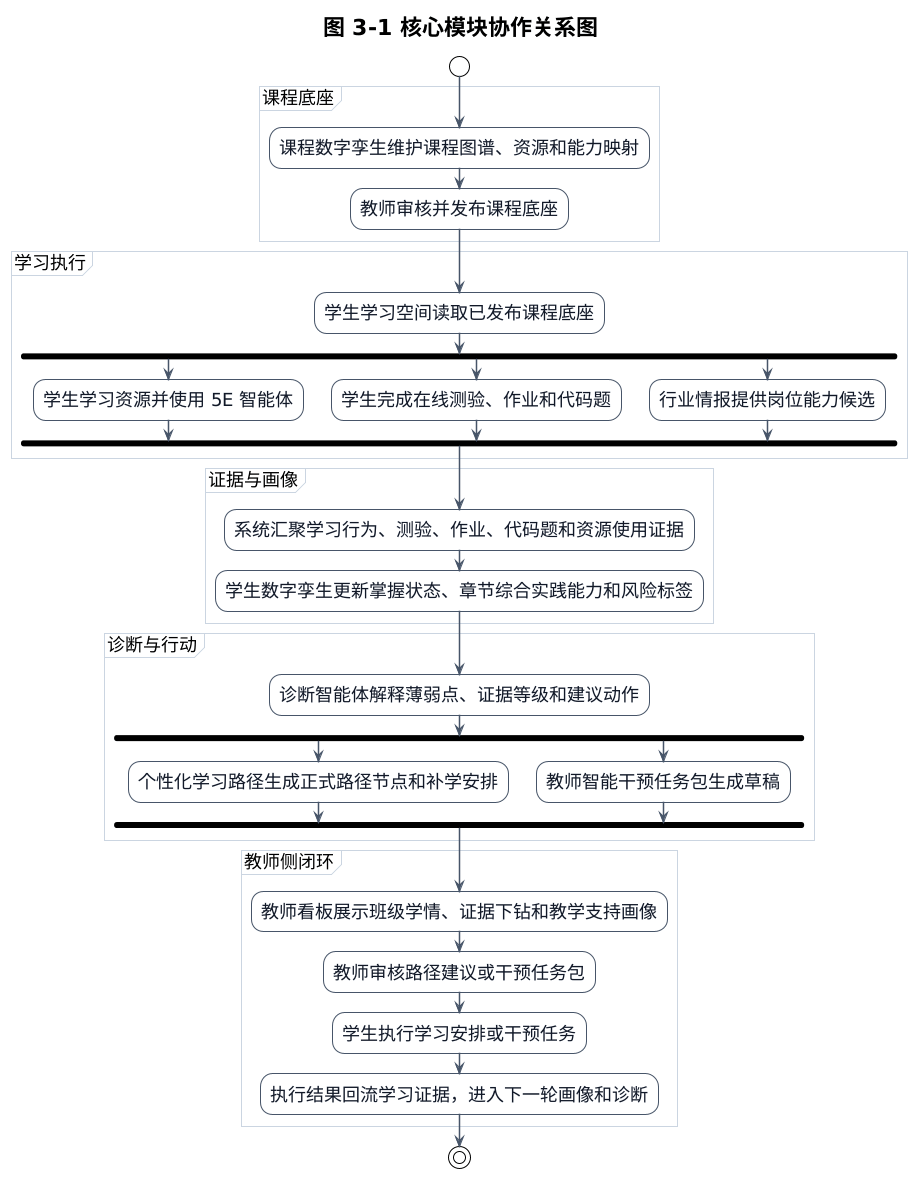 图 3-1 核心模块协作关系图
课程底座
课程数字孪生维护课程图谱、资源和能力映射
教师审核并发布课程底座
学习执行
学生学习空间读取已发布课程底座
学生学习资源并使用 5E 智能体
学生完成在线测验、作业和代码题
行业情报提供岗位能力候选
证据与画像
系统汇聚学习行为、测验、作业、代码题和资源使用证据
学生数字孪生更新掌握状态、章节综合实践能力和风险标签
诊断与行动
诊断智能体解释薄弱点、证据等级和建议动作
个性化学习路径生成正式路径节点和补学安排
教师智能干预任务包生成草稿
教师侧闭环
教师看板展示班级学情、证据下钻和教学支持画像
教师审核路径建议或干预任务包
学生执行学习安排或干预任务
执行结果回流学习证据，进入下一轮画像和诊断